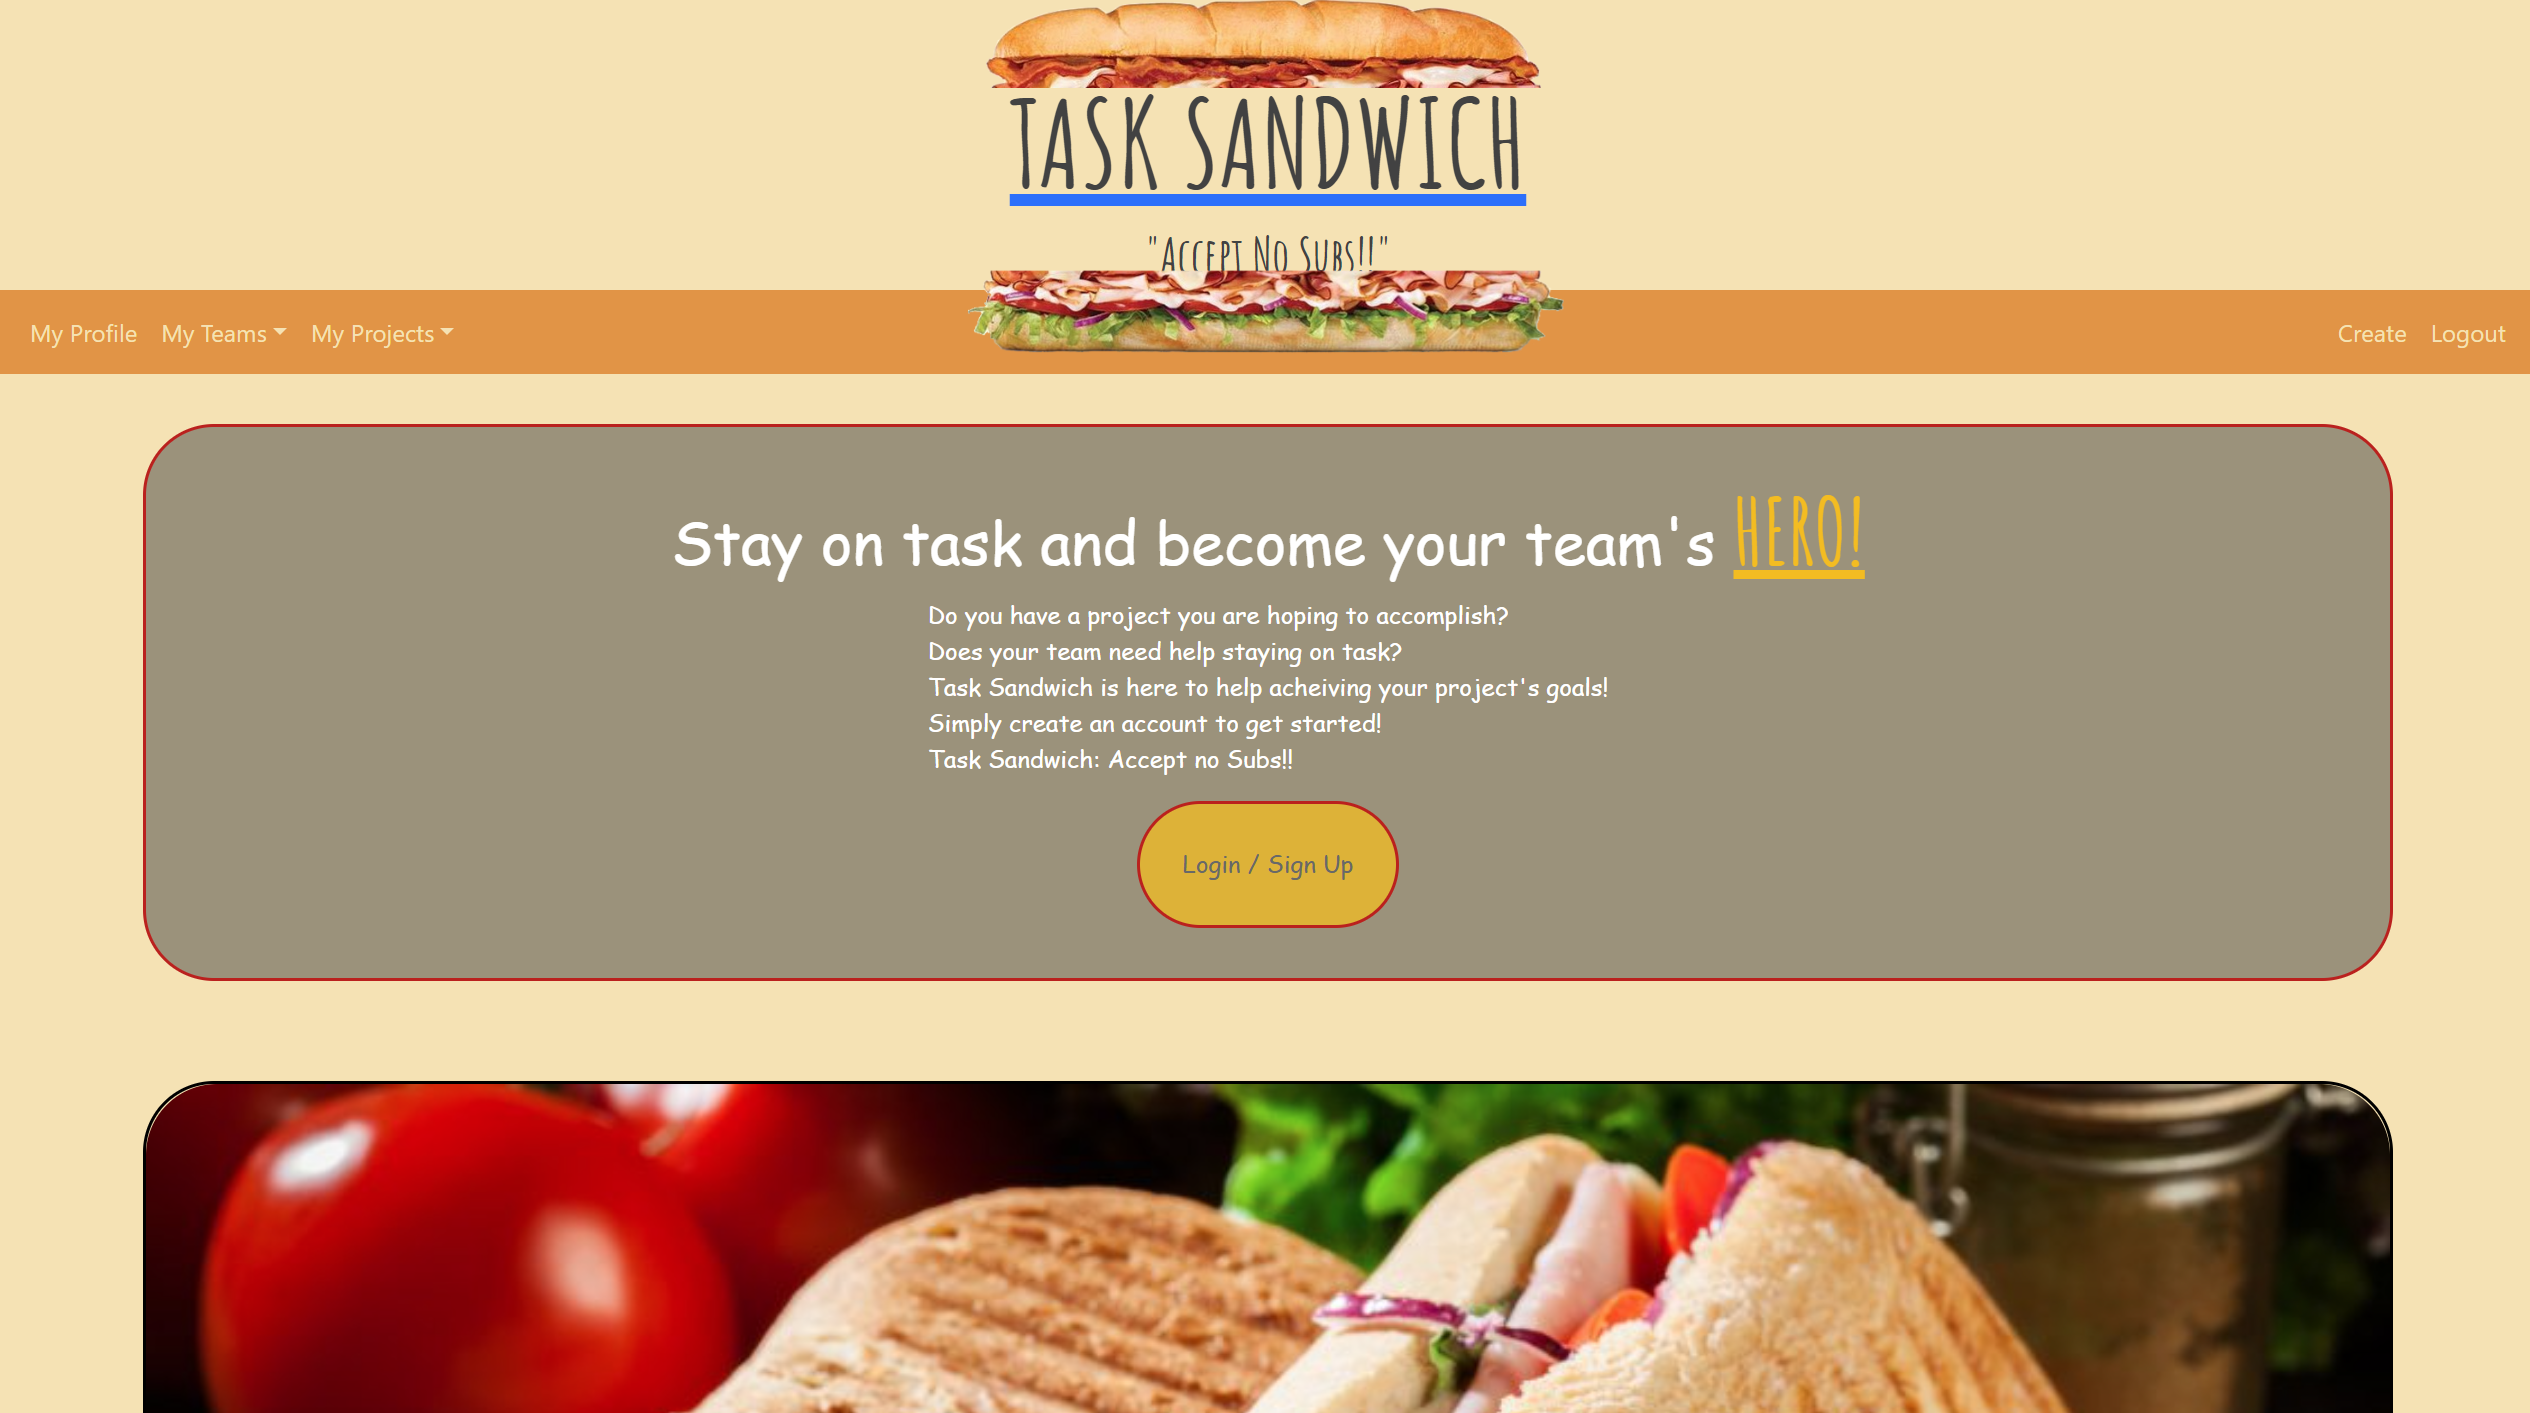 TASK SANDWICH
"Accept No Subs!!"
My Profile My Teams My Projects Create Logout
Stay on task and become your team's HERO!
Do you have a project you are hoping to accomplish?
Does your team need help staying on task?
Task Sandwich is here to help acheiving your project's goals!
Simply create an account to get started!
Task Sandwich: Accept no Subs!!
Login / Sign Up